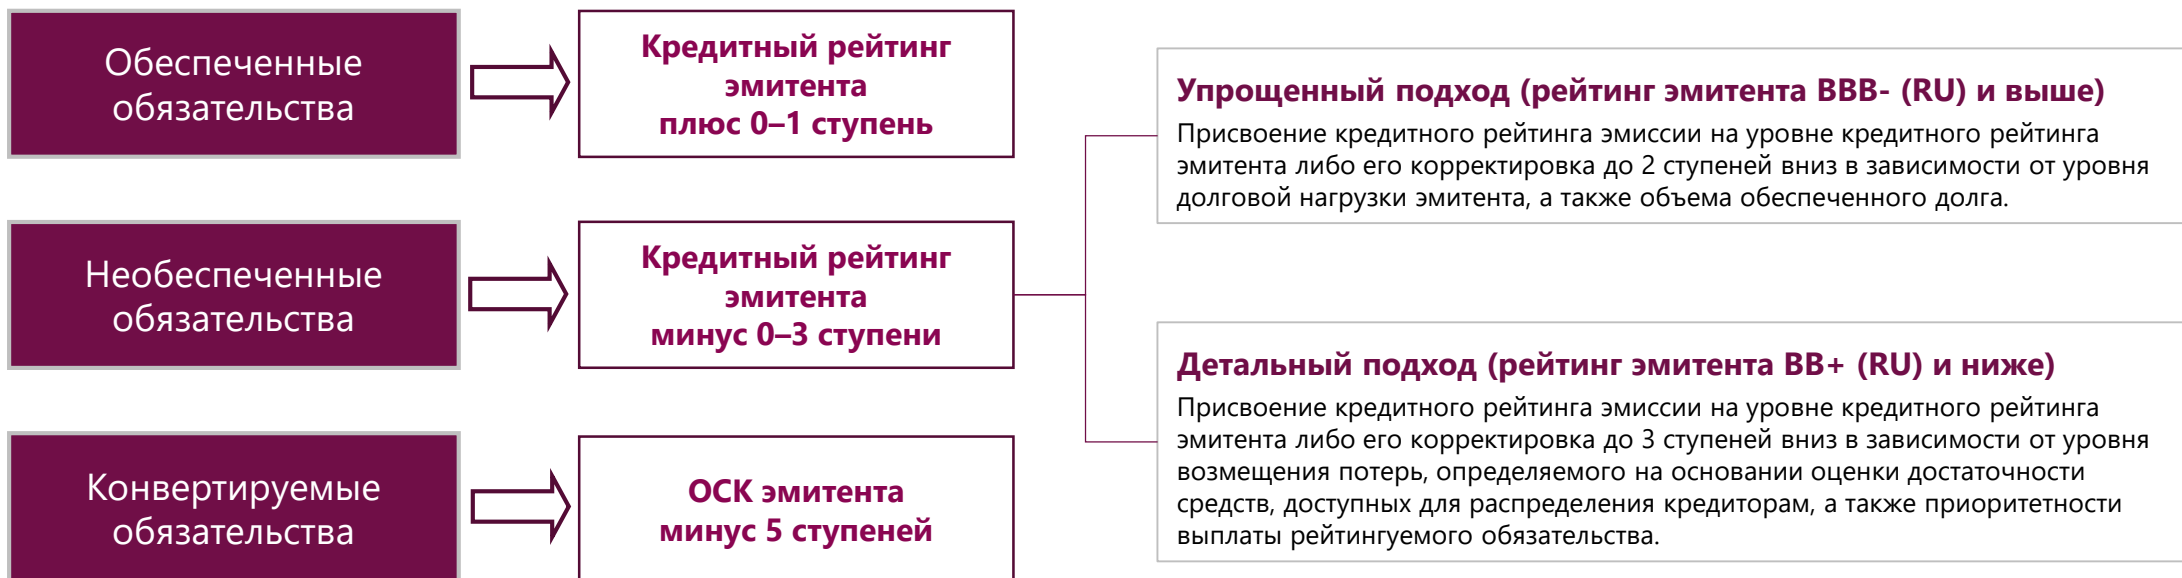 Обеспеченные
обязательства
Кредитный рейтинг
эмитента
плюс 0–1 ступень
Необеспеченные
обязательства
Кредитный рейтинг
эмитента
минус 0–3 ступени
Упрощенный подход (рейтинг эмитента BBB- (RU) и выше)
Присвоение кредитного рейтинга эмиссии на уровне кредитного рейтинга
эмитента либо его корректировка до 2 ступеней вниз в зависимости от уровня
долговой нагрузки эмитента, а также объема обеспеченного долга.
Детальный подход (рейтинг эмитента BB+ (RU) и ниже)
Присвоение кредитного рейтинга эмиссии на уровне кредитного рейтинга
эмитента либо его корректировка до 3 ступеней вниз в зависимости от уровня
возмещения потерь, определяемого на основании оценки достаточности
средств, доступных для распределения кредиторам, а также приоритетности
выплаты рейтингуемого обязательства.
Конвертируемые
обязательства
ОСК эмитента
минус 5 ступеней